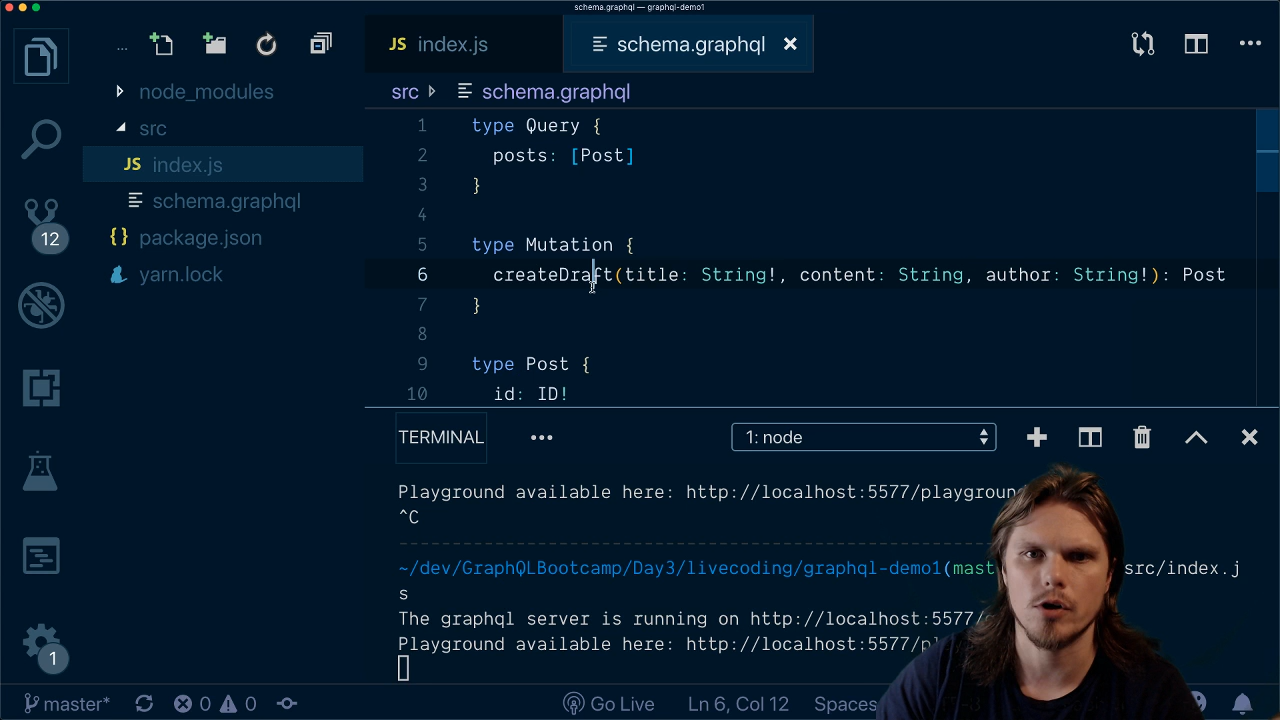 schema.graphql — graphql-demo1
...
JS index.js
schema.graphql
node_modules
src
JS index.js
schema.graphql
{} package.json
yarn.lock
12
1
src schema.graphql
1 type Query {
2 posts: [Post]
3 }
4
5 type Mutation {
6 createDraft(title: String!, content: String, author: String!): Post
7 }
8
9 type Post {
10 id: ID!
TERMINAL
1: node
Playground available here: http://localhost:5577/playground
^C
~/dev/GraphQLBootcamp/Day3/livecoding/graphql-demo1(mast src/index.j
s
The graphql server is running on http://localhost:5577/
Playground available here: http://localhost:5577/pl
master* 0 0 Go Live Ln 6, Col 12 Spaces